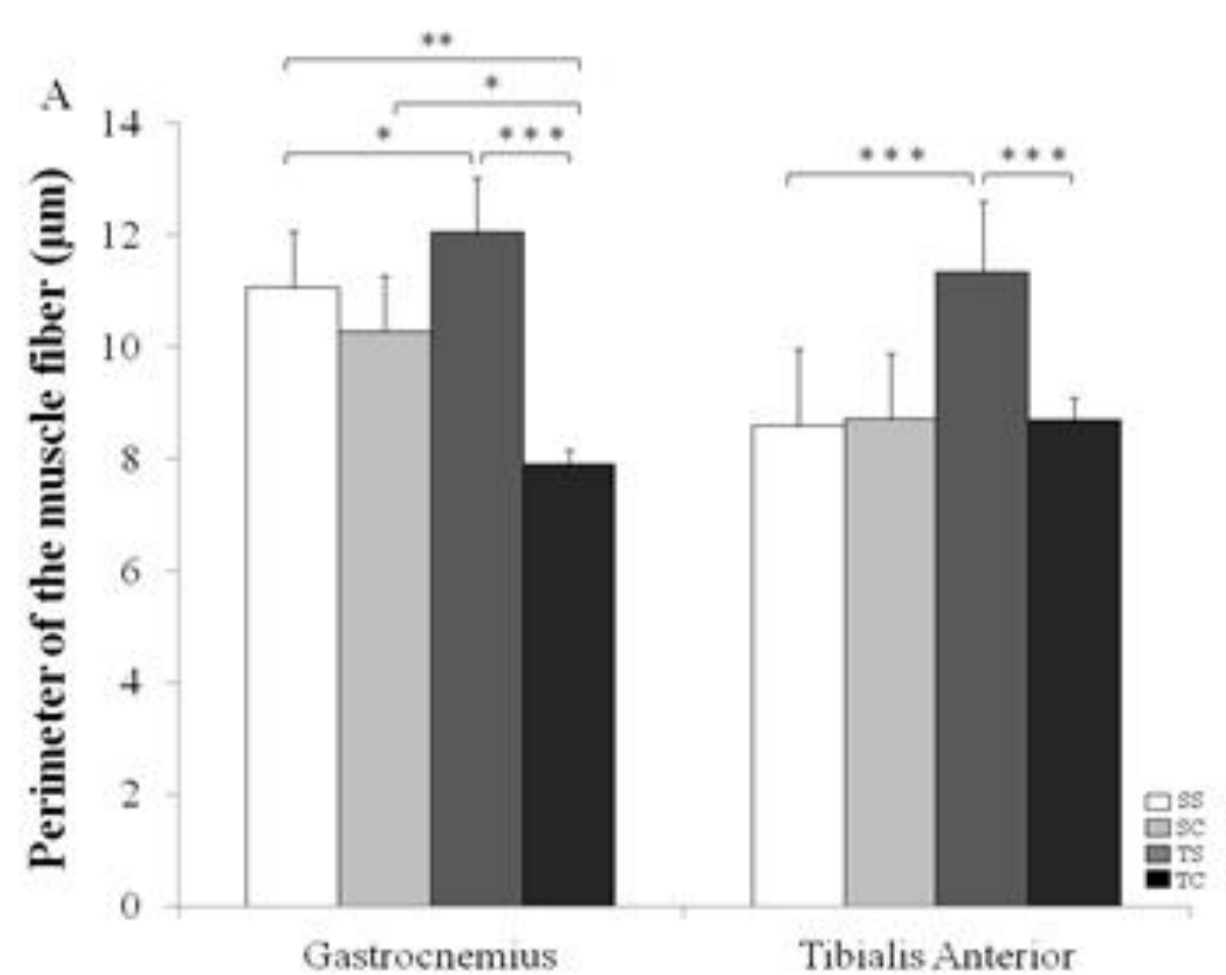 **
A
*
* ***
*** ***
Perimeter of the muscle fiber (µm)
14
12
10
8
6
4
2
0
SS
SC
TS
TC
Gastrocnemius
Tibialis Anterior